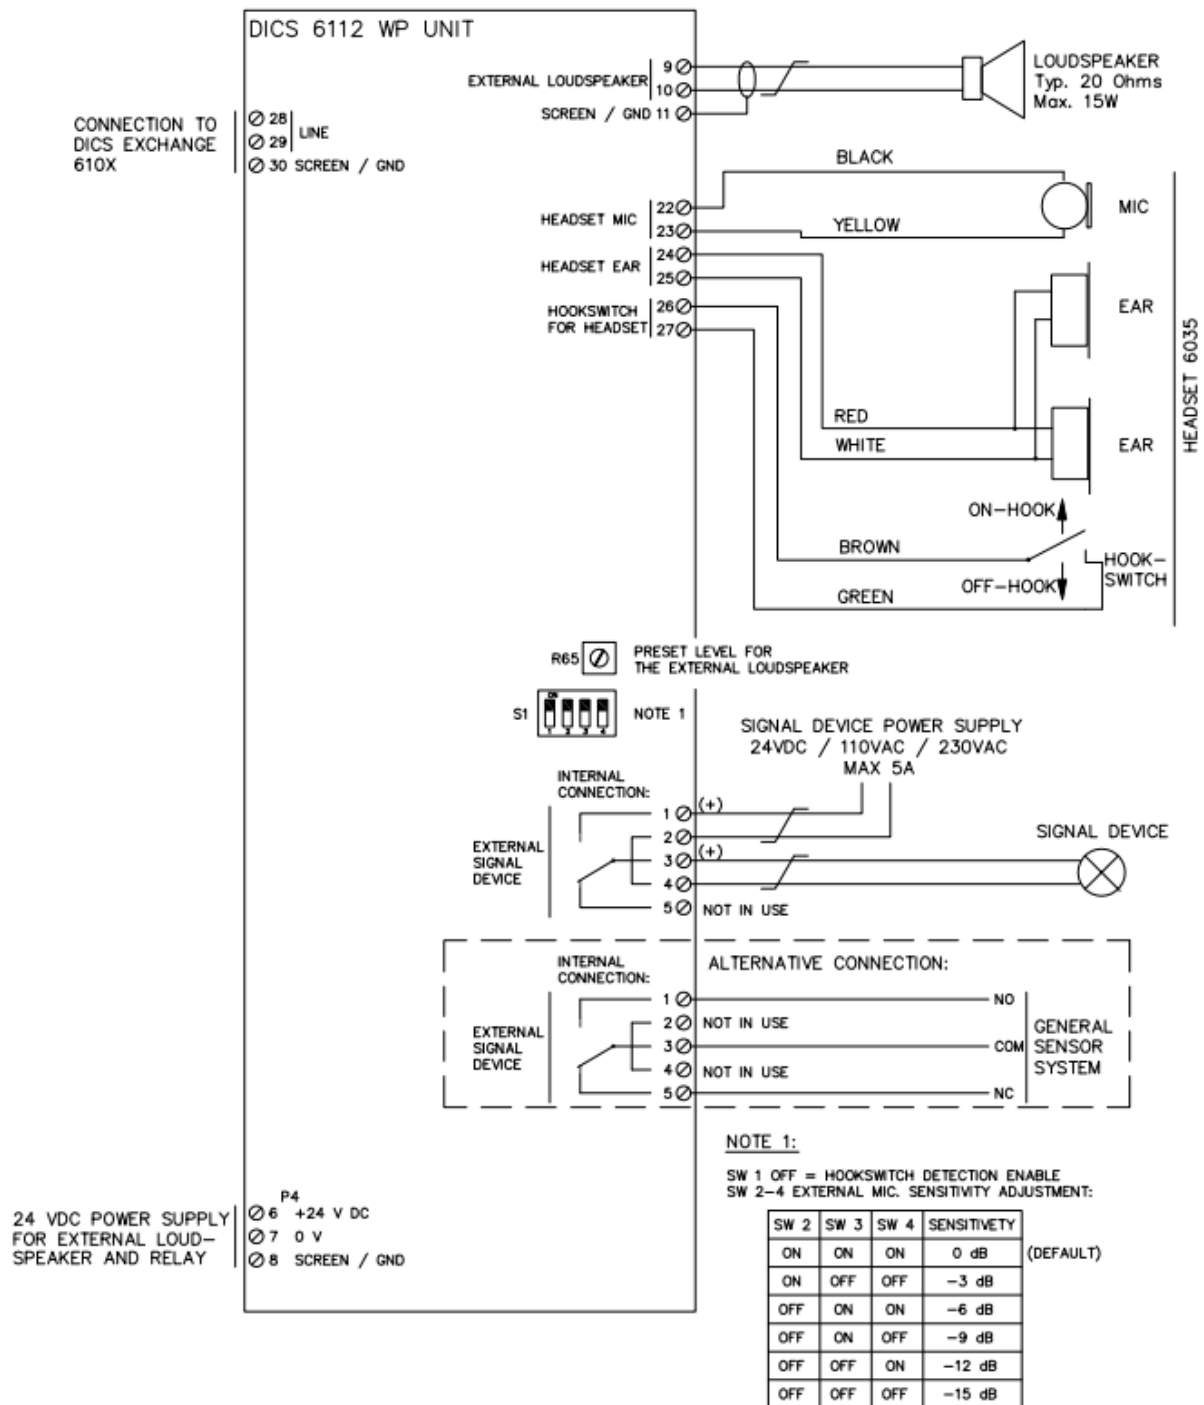 DICS 6112 WP UNIT
EXTERNAL LOUDSPEAKER
9
10
SCREEN / GND 11
LOUDSPEAKER
Typ. 20 Ohms
Max. 15W
CONNECTION TO
DICS EXCHANGE
610X
28
29
LINE
30 SCREEN / GND
BLACK
HEADSET MIC
22
23
YELLOW
MIC
HEADSET EAR
24
25
EAR
HOOKSWITCH
FOR HEADSET
26
27
HEADSET 6035
RED
WHITE
EAR
ON-HOOK
BROWN
HOOK-
SWITCH
OFF-HOOK
GREEN
R65
PRESET LEVEL FOR
THE EXTERNAL LOUDSPEAKER
S1
ON
1 2 3 4
NOTE 1
SIGNAL DEVICE POWER SUPPLY
24VDC / 110VAC / 230VAC
MAX 5A
INTERNAL
CONNECTION:
EXTERNAL
SIGNAL
DEVICE
1 (+)
2
3 (+)
4
5 NOT IN USE
SIGNAL DEVICE
INTERNAL
CONNECTION:
ALTERNATIVE CONNECTION:
EXTERNAL
SIGNAL
DEVICE
1 NO
2 NOT IN USE
3 COM
4 NOT IN USE
5 NC
GENERAL
SENSOR
SYSTEM
NOTE 1:
SW 1 OFF = HOOKSWITCH DETECTION ENABLE
SW 2-4 EXTERNAL MIC. SENSITIVITY ADJUSTMENT:
SW 2 SW 3 SW 4 SENSITIVETY
ON ON ON 0 dB (DEFAULT)
ON OFF OFF -3 dB
OFF ON ON -6 dB
OFF ON OFF -9 dB
OFF OFF ON -12 dB
OFF OFF OFF -15 dB
24 VDC POWER SUPPLY
FOR EXTERNAL LOUD-
SPEAKER AND RELAY
P4
6 +24 V DC
7 0 V
8 SCREEN / GND